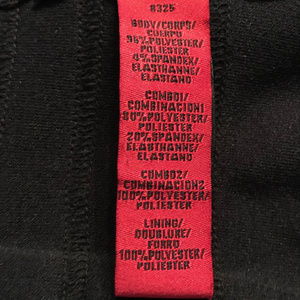 8325
BODY/CORPS/
CUERPO
96%POLYESTER/
POLIESTER
4%SPANDEX/
ELASTHANNE/
ELASTANO
COMBO1/
COMBINACION1
80%POLYESTER/
POLIESTER
20%SPANDEX/
ELASTHANNE/
ELASTANO
COMBO2/
COMBINACION2
100%POLYESTER/
POLIESTER
LINING/
DOUBLURE/
FORRO
100%POLYESTER/
POLIESTER